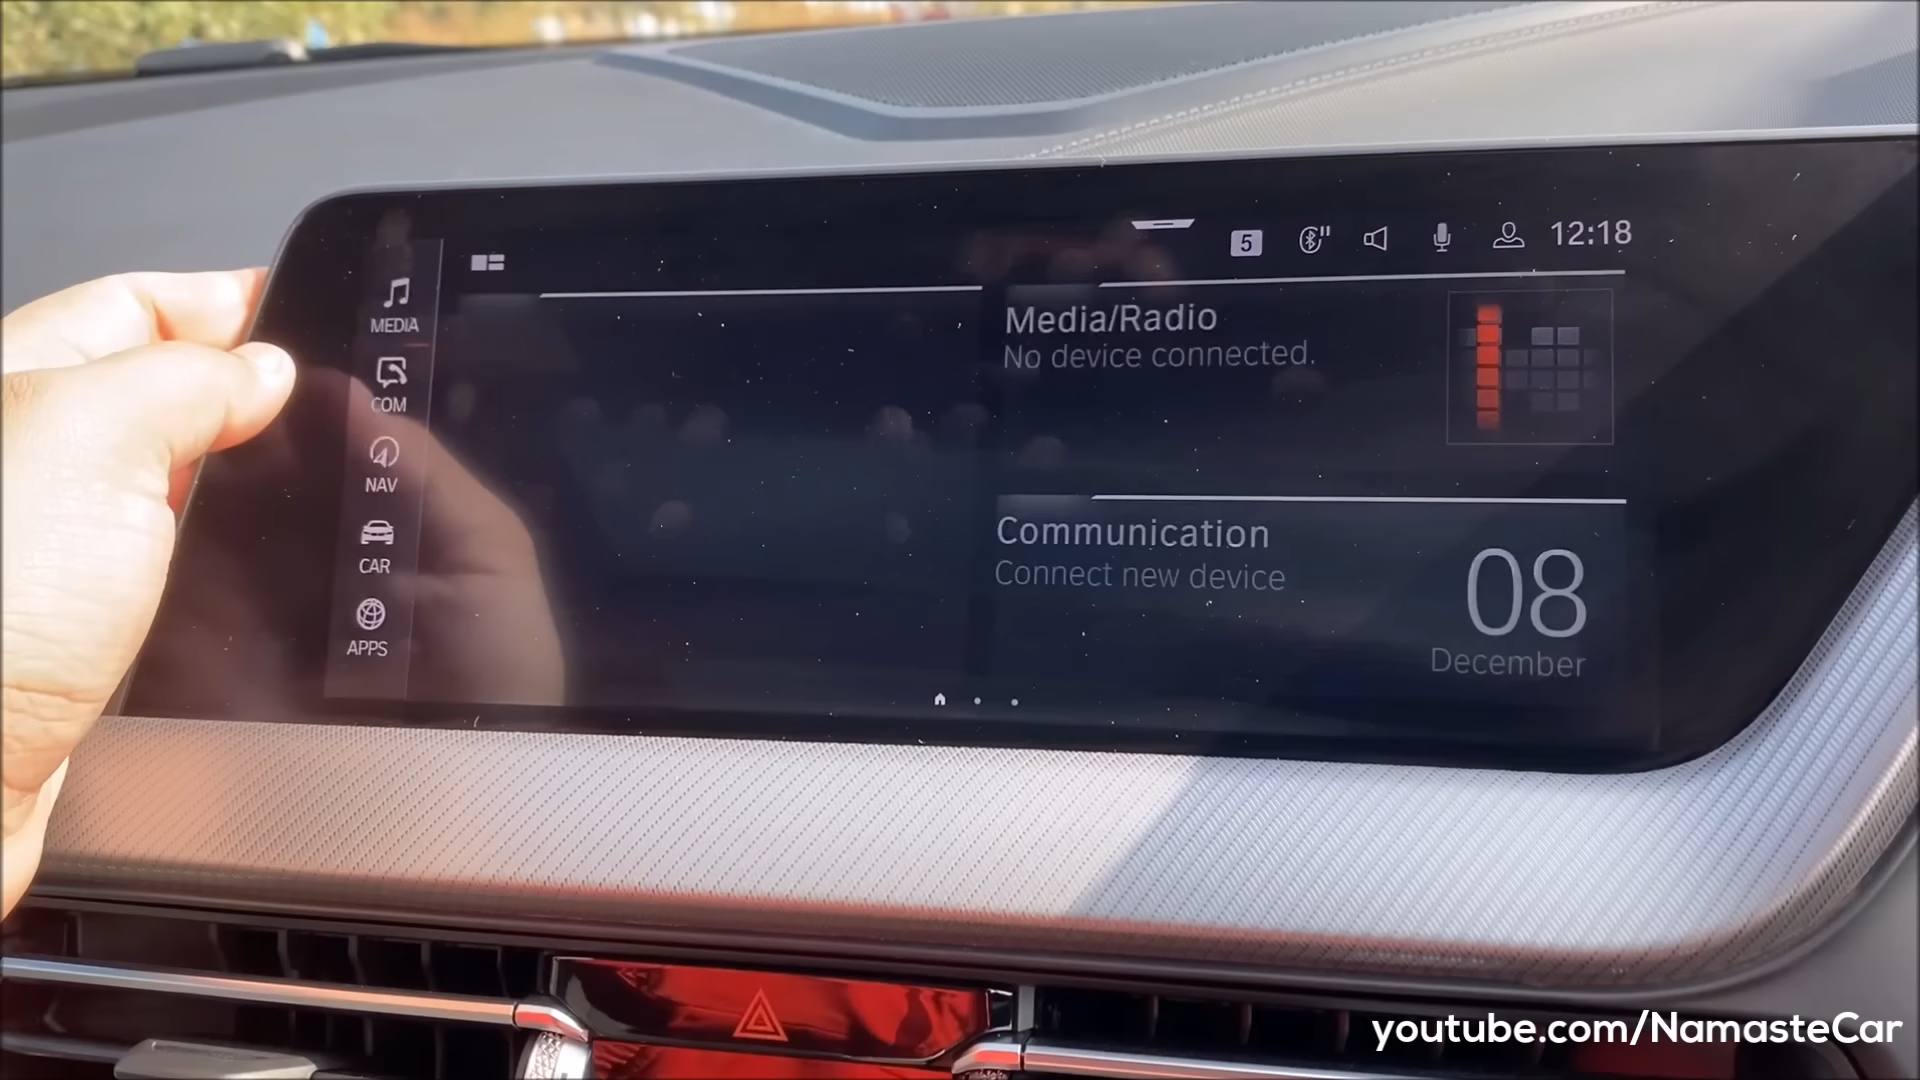 5
12:18
MEDIA
COM
NAV
CAR
APPS
Media/Radio
No device connected.
Communication
Connect new device
08
December
youtube.com/NamasteCar